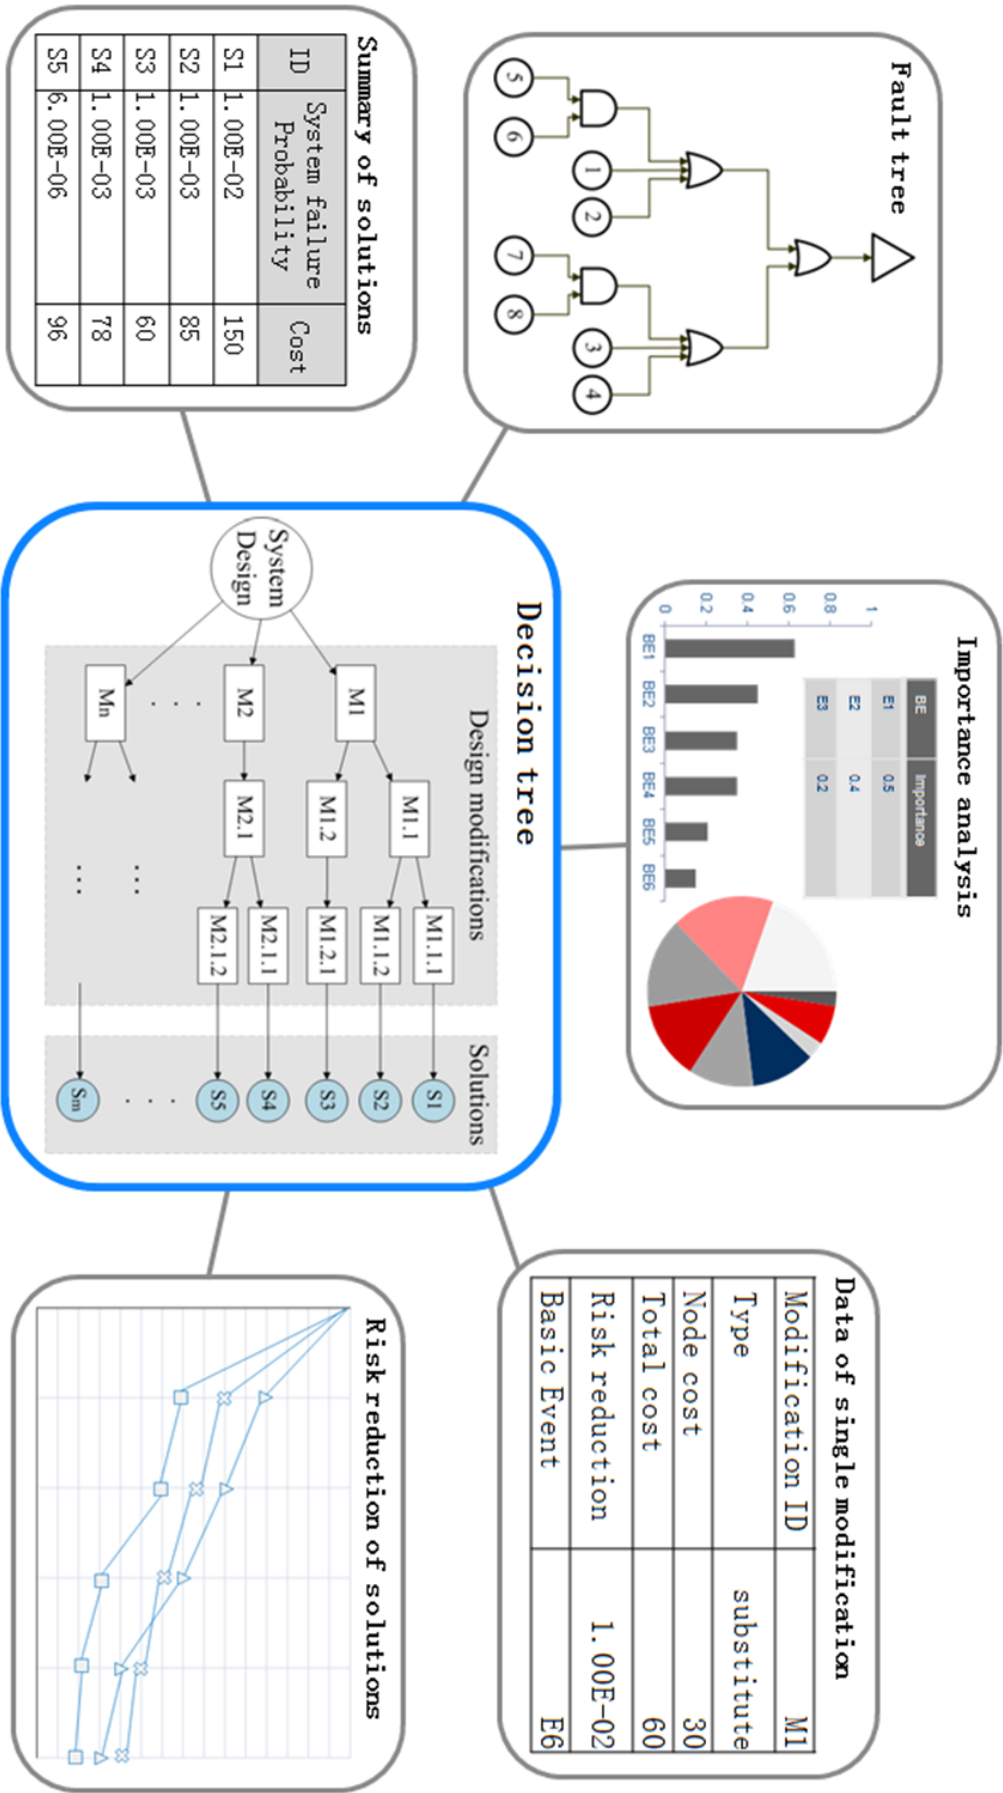 Fault tree
5
6
1
2
7
8
3
4
Importance analysis
BE Importance
E1 0.5
E2 0.4
E3 0.2
1
0.8
0.6
0.4
0.2
0
BE1 BE2 BE3 BE4 BE5 BE6
Data of single modification
Modification ID M1
Type substitute
Node cost 30
Total cost 60
Risk reduction 1.00E-02
Basic Event E6
Summary of solutions
ID System failure Probability Cost
S1 1.00E-02 150
S2 1.00E-03 85
S3 1.00E-03 60
S4 1.00E-03 78
S5 6.00E-06 96
Decision tree
Design modifications
Solutions
System
Design
M1
M2
. . .
Mn
M1.1
M1.2
M2.1
...
...
M1.1.1
M1.1.2
M1.2.1
M2.1.1
M2.1.2
S1
S2
S3
S4
S5
. . .
Sm
Risk reduction of solutions